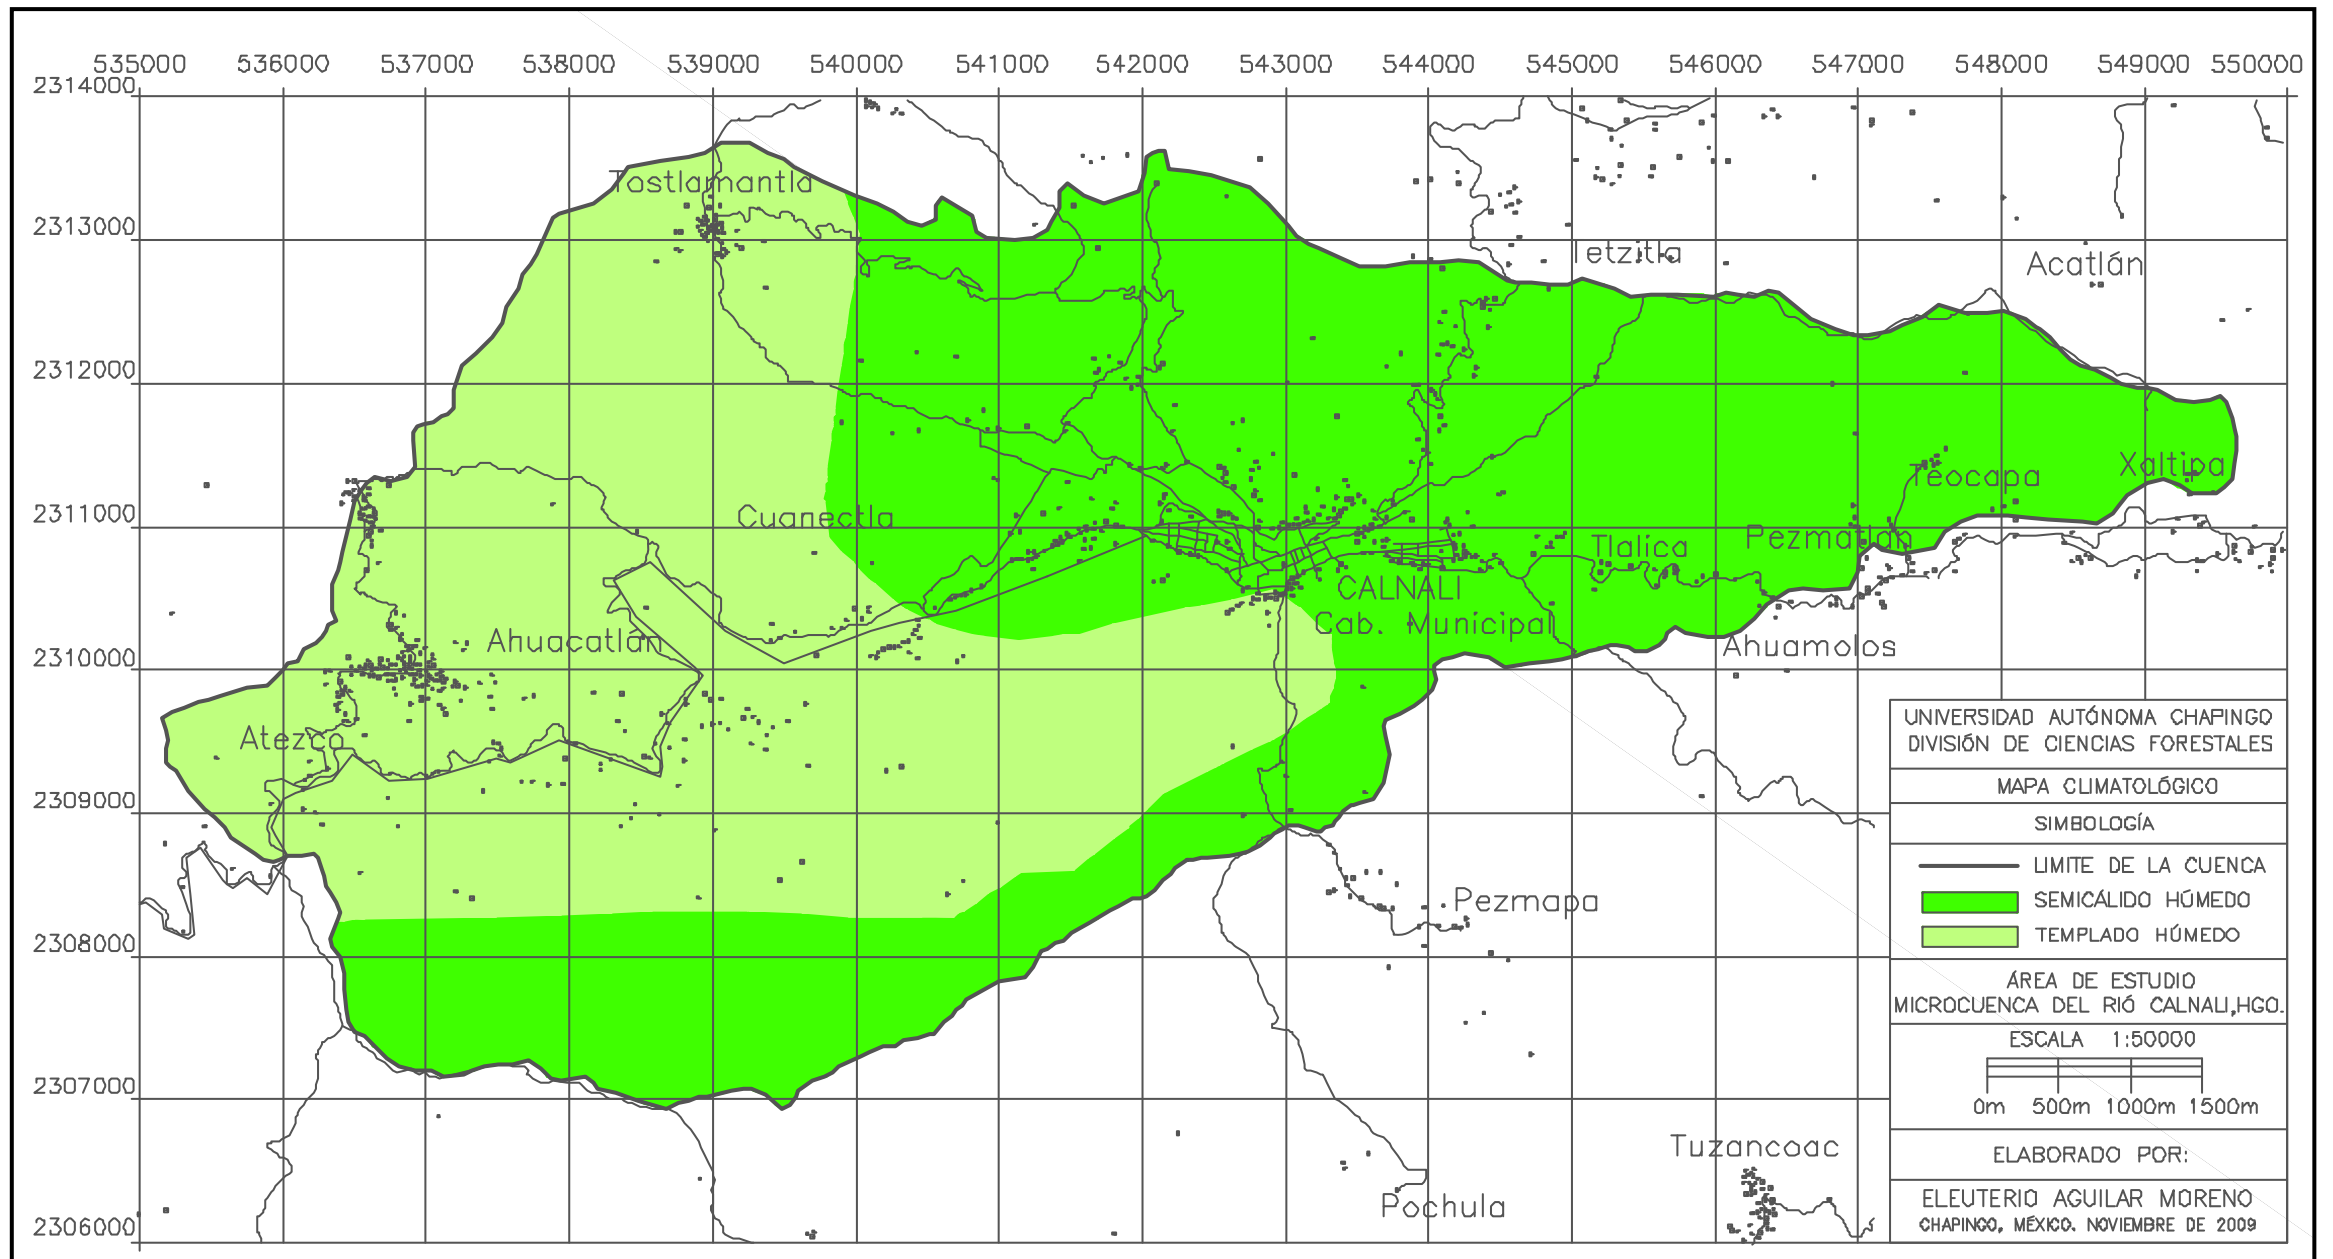 535000 536000 537000 538000 539000 540000 541000 542000 543000 544000 545000 546000 547000 548000 549000 550000
2314000
Tostlamantla
2313000
Tetzitla
Acatlán
2312000
Teocapa
Xaltipa
2311000
Cuanectla
Pezmatlán
Tlalica
CALNALI
Cab. Municipal
Ahuacatlán
Ahuamolos
2310000
Atezco
2309000
Pezmapa
2308000
2307000
Tuzancoac
Pochula
2306000
UNIVERSIDAD AUTÓNOMA CHAPINGO
DIVISIÓN DE CIENCIAS FORESTALES
MAPA CLIMATOLÓGICO
SIMBOLOGÍA
LIMITE DE LA CUENCA
SEMICÁLIDO HÚMEDO
TEMPLADO HÚMEDO
ÁREA DE ESTUDIO
MICROCUENCA DEL RIÓ CALNALI,HGO.
ESCALA 1:50000
0m 500m 1000m 1500m
ELABORADO POR:
ELEUTERIO AGUILAR MORENO
CHAPINGO, MÉXICO. NOVIEMBRE DE 2009